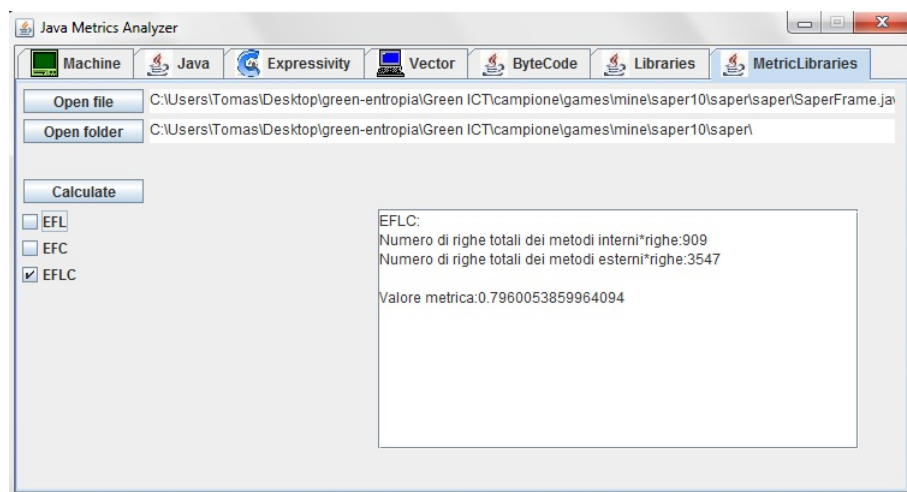 Java Metrics Analyzer
Machine Java Expressivity Vector ByteCode Libraries MetricLibraries
Open file C:\Users\Tomas\Desktop\green-entropia\Green ICT\campione\games\mine\saper10\saper\saper\SaperFrame.jav
Open folder C:\Users\Tomas\Desktop\green-entropia\Green ICT\campione\games\mine\saper10\saper\
Calculate
EFL
EFC
EFLC
EFLC:
Numero di righe totali dei metodi interni*righe:909
Numero di righe totali dei metodi esterni*righe:3547
Valore metrica:0.7960053859964094